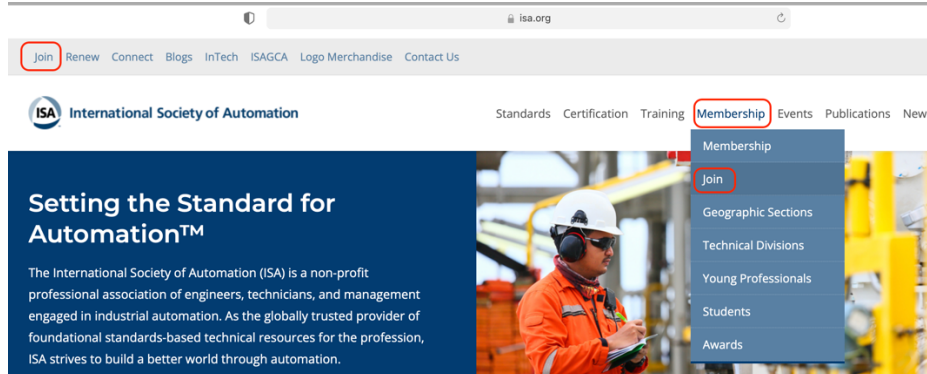 isa.org
Join Renew Connect Blogs InTech ISAGCA Logo Merchandise Contact Us
ISA International Society of Automation
Standards Certification Training Membership Events Publications New
Membership
Join
Geographic Sections
Technical Divisions
Young Professionals
Students
Awards
Setting the Standard for
Automation™
The International Society of Automation (ISA) is a non-profit
professional association of engineers, technicians, and management
engaged in industrial automation. As the globally trusted provider of
foundational standards-based technical resources for the profession,
ISA strives to build a better world through automation.